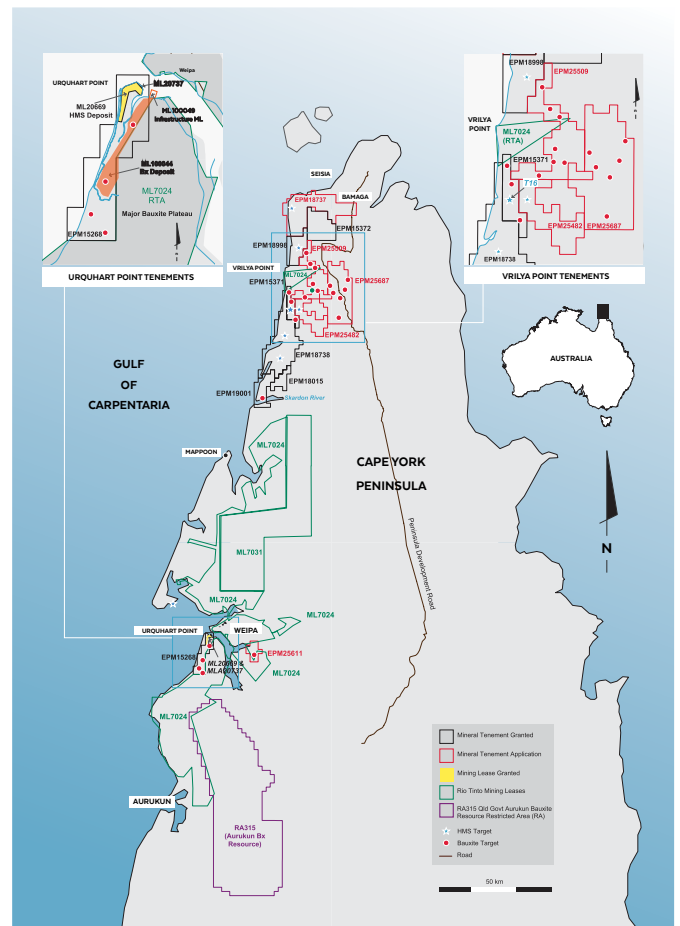 Weipa
URQUHART POINT
ML20737
ML20669
HMS Deposit
ML100049
Infrastructure ML
Bx Deposit
ML7024
RTA
Major Bauxite Plateau
EPM15268
n
URQUHART POINT TENEMENTS
EPM18998
EPM25509
VRILYA
POINT
ML7024
(RTA)
EPM15371
T16
EPM25482
EPM25687
EPM18738
n
VRILYA POINT TENEMENTS
SEISIA
BAMAGA
EPM18737
EPM15372
EPM18998
EPM25509
VRILYA POINT
ML7024
EPM15371
EPM25687
EPM25482
EPM18738
EPM18015
EPM19001
Skardon River
AUSTRALIA
GULF
OF
CARPENTARIA
MAPPOON
ML7024
CAPE YORK
PENINSULA
Peninsula Development Road
N
ML7031
ML7024
ML7024
URQUHART POINT
WEIPA
EPM15268
ML20669 &
MLA20737
EPM25611
ML7024
ML7024
AURUKUN
RA315
(Aurukun Bx
Resource)
Mineral Tenement Granted
Mineral Tenement Application
Mining Lease Granted
Rio Tinto Mining Leases
RA315 Qld Govt Aurukun Bauxite
Resource Restricted Area (RA)
HMS Target
Bauxite Target
Road
50 km